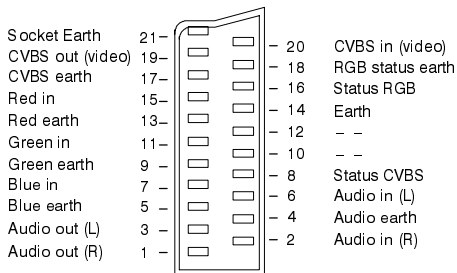 Socket Earth 21
CVBS out (video) 19
CVBS earth 17
Red in 15
Red earth 13
Green in 11
Green earth 9
Blue in 7
Blue earth 5
Audio out (L) 3
Audio out (R) 1
20 CVBS in (video)
18 RGB status earth
16 Status RGB
14 Earth
12 – –
10 – –
8 Status CVBS
6 Audio in (L)
4 Audio earth
2 Audio in (R)